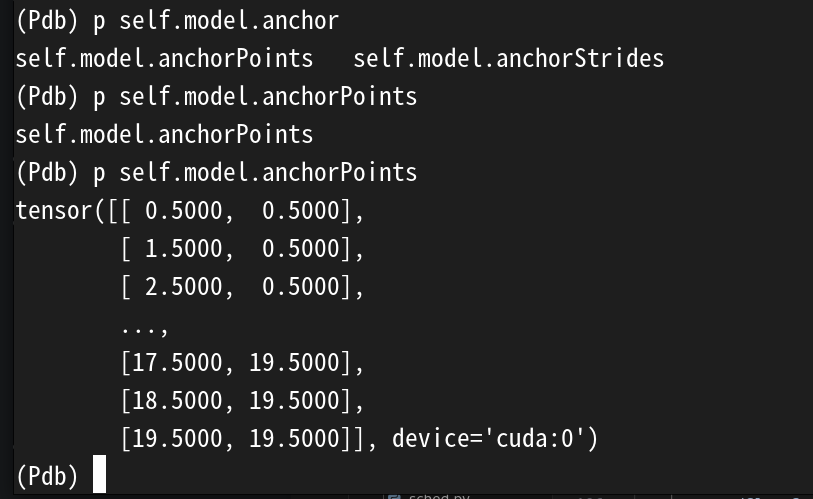 (Pdb) p self.model.anchor
self.model.anchorPoints   self.model.anchorStrides
(Pdb) p self.model.anchorPoints
self.model.anchorPoints
(Pdb) p self.model.anchorPoints
tensor([[ 0.5000,  0.5000],
        [ 1.5000,  0.5000],
        [ 2.5000,  0.5000],
        ...,
        [17.5000, 19.5000],
        [18.5000, 19.5000],
        [19.5000, 19.5000]], device='cuda:0')
(Pdb)
sched.py